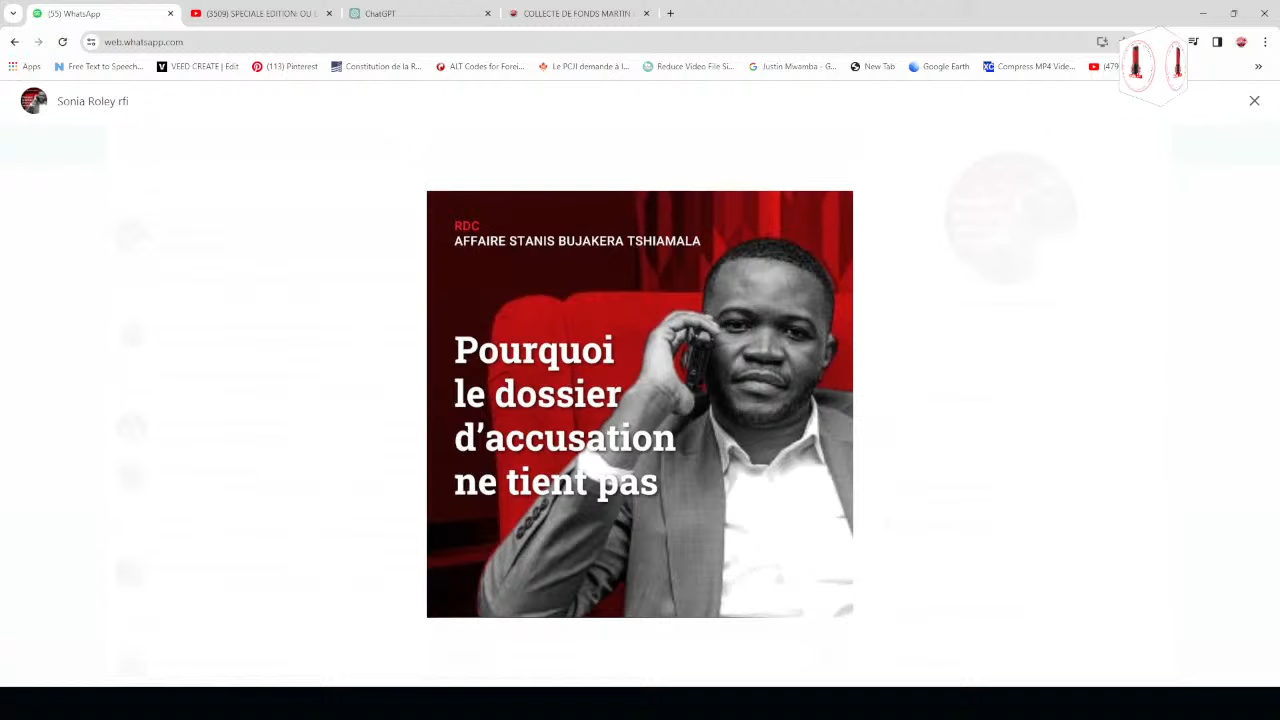 (55) WhatsApp
(3509) SPECIALE EDITION: OU L
ChatGPT
COLLECTE DE FONDS MARTIN
web.whatsapp.com
Apps
Free Text to Speech...
VEED CREATE | Edit
(113) Pinterest
Constitution de la R...
ALT Codes for Forei...
Le PCJI demande à l...
Reduce Video File Si...
Justin Mwamba - G...
New Tab
Google Earth
Compress MP4 Vide...
(479
Sonia Roley rfi
RDC
AFFAIRE STANIS BUJAKERA TSHIAMALA
Pourquoi
le dossier
d’accusation
ne tient pas